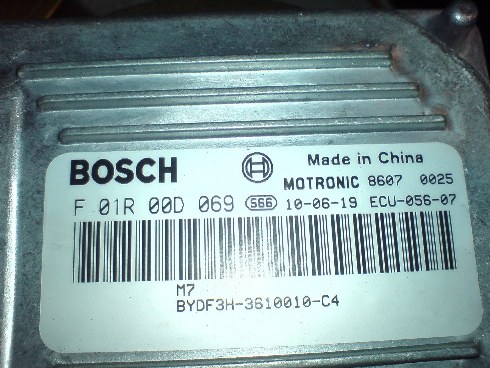 BOSCH Made in China
MOTRONIC 8607 0025
F 01R 00D 069 566 10-06-19 ECU-056-07
M7
BYDF3H-3610010-C4